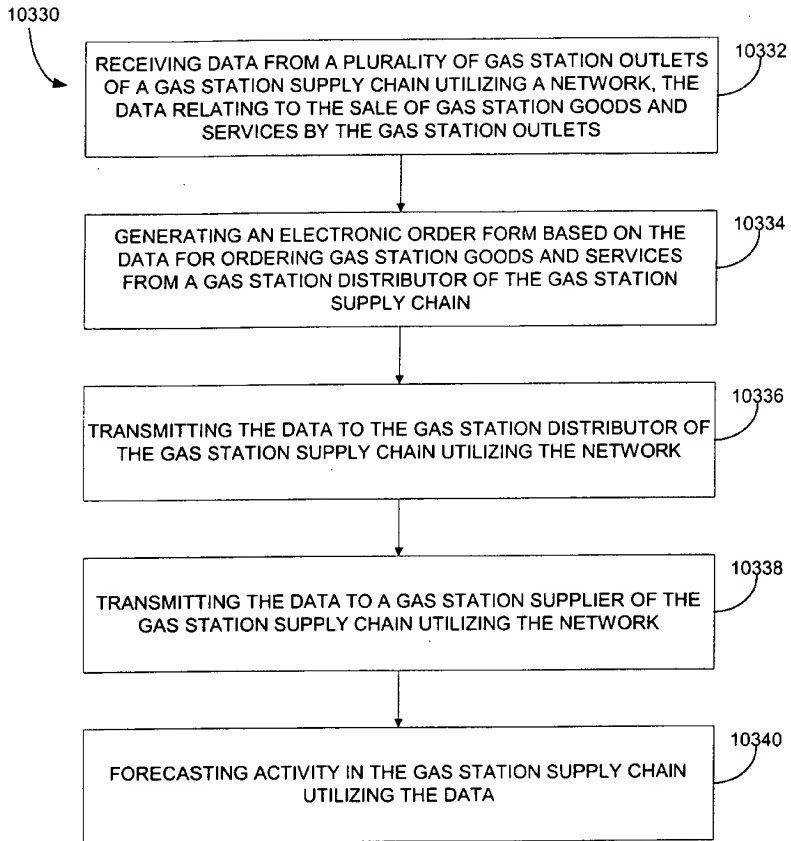 10330
RECEIVING DATA FROM A PLURALITY OF GAS STATION OUTLETS
OF A GAS STATION SUPPLY CHAIN UTILIZING A NETWORK, THE
DATA RELATING TO THE SALE OF GAS STATION GOODS AND
SERVICES BY THE GAS STATION OUTLETS
10332
GENERATING AN ELECTRONIC ORDER FORM BASED ON THE
DATA FOR ORDERING GAS STATION GOODS AND SERVICES
FROM A GAS STATION DISTRIBUTOR OF THE GAS STATION
SUPPLY CHAIN
10334
TRANSMITTING THE DATA TO THE GAS STATION DISTRIBUTOR OF
THE GAS STATION SUPPLY CHAIN UTILIZING THE NETWORK
10336
TRANSMITTING THE DATA TO A GAS STATION SUPPLIER OF THE
GAS STATION SUPPLY CHAIN UTILIZING THE NETWORK
10338
FORECASTING ACTIVITY IN THE GAS STATION SUPPLY CHAIN
UTILIZING THE DATA
10340